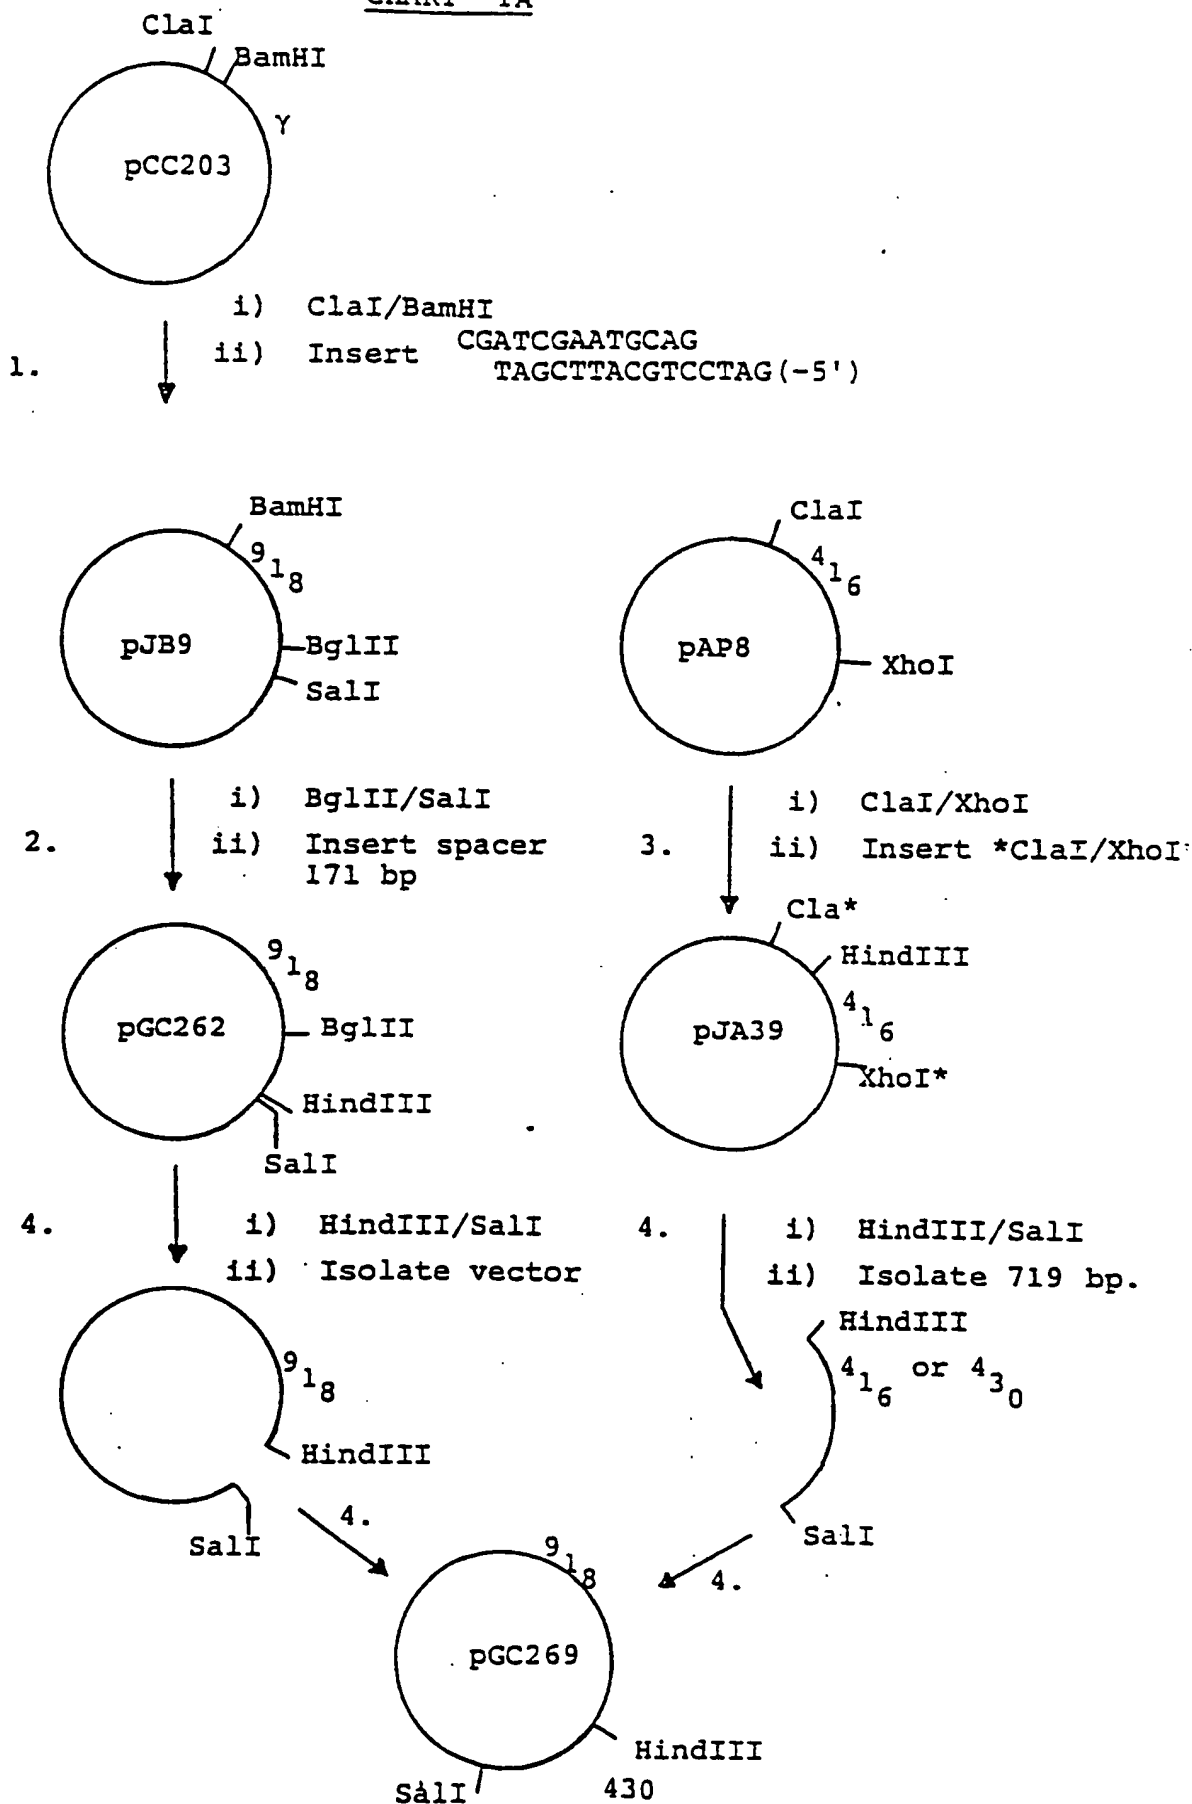 ClaI
BamHI
γ
pCC203
1.
i) ClaI/BamHI
ii) Insert CGATCGAATGCAG
TAGCTTACGTCCTAG(-5')
BamHI
918
pJB9
BglII
SalI
ClaI
416
pAP8
XhoI
2.
i) BglII/SalI
ii) Insert spacer
171 bp
3.
i) ClaI/XhoI
ii) Insert *ClaI/XhoI
918
pGC262
BglII
HindIII
SalI
Cla*
HindIII
416
pJA39
XhoI*
4.
i) HindIII/SalI
ii) Isolate vector
4.
i) HindIII/SalI
ii) Isolate 719 bp.
918
HindIII
SalI
HindIII
416 or 430
SalI
4.
4.
918
pGC269
HindIII
430
SalI